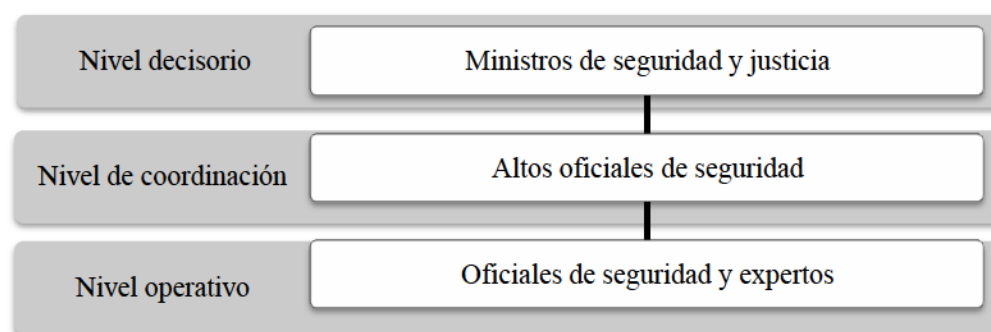 Nivel decisorio
Ministros de seguridad y justicia
Nivel de coordinación
Altos oficiales de seguridad
Nivel operativo
Oficiales de seguridad y expertos